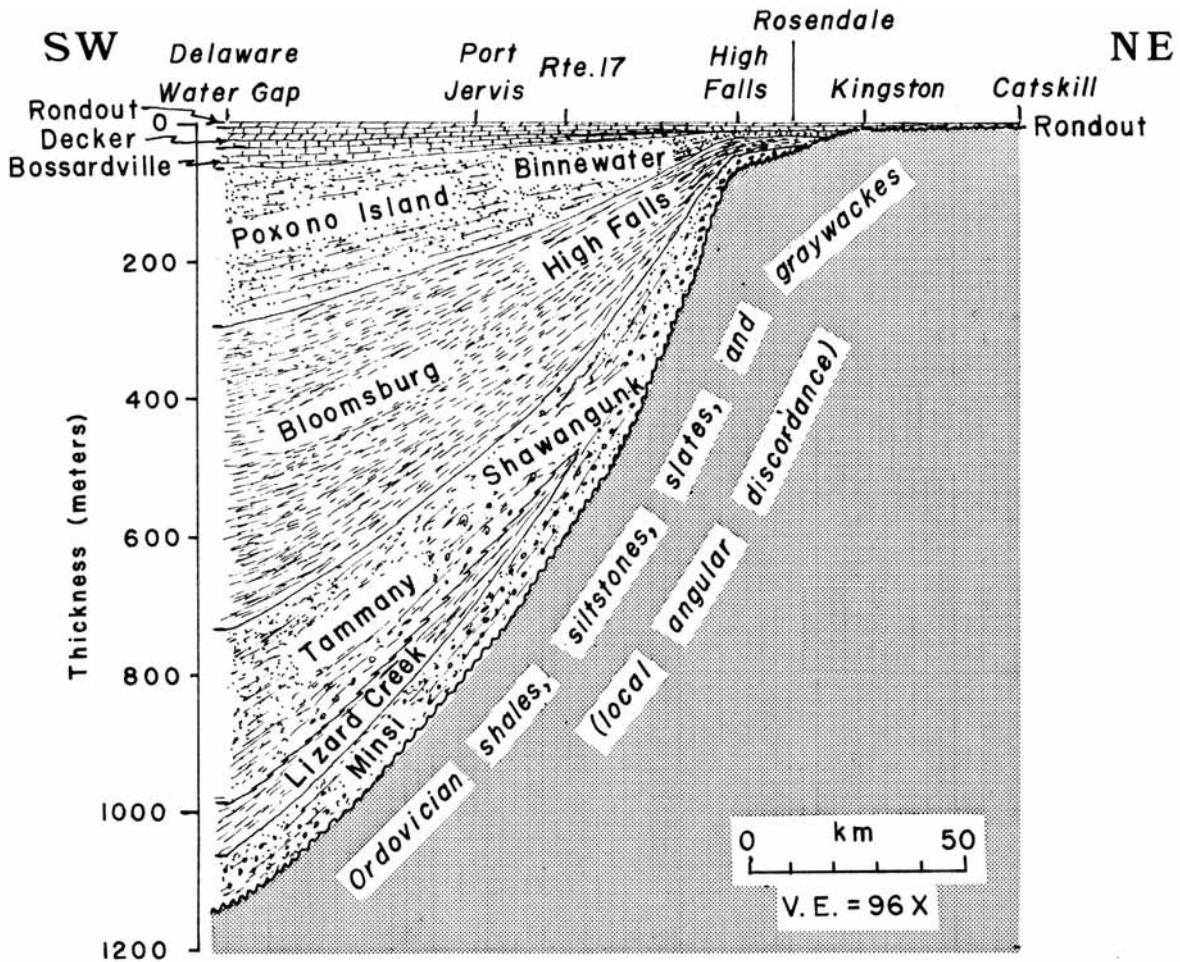 SW
NE
Delaware
Water Gap
Port
Jervis
Rte.17
High
Falls
Rosendale
Kingston
Catskill
Rondout
0
Decker
Bossardville
Rondout
Binnewater
Poxono Island
High Falls
200
Bloomsburg
400
Shawangunk
600
Tammany
800
Lizard Creek
Minsi
1000
1200
Thickness (meters)
Ordovician shales, siltstones, slates, and graywackes
(local angular discordance)
0 km 50
V. E. = 96 X